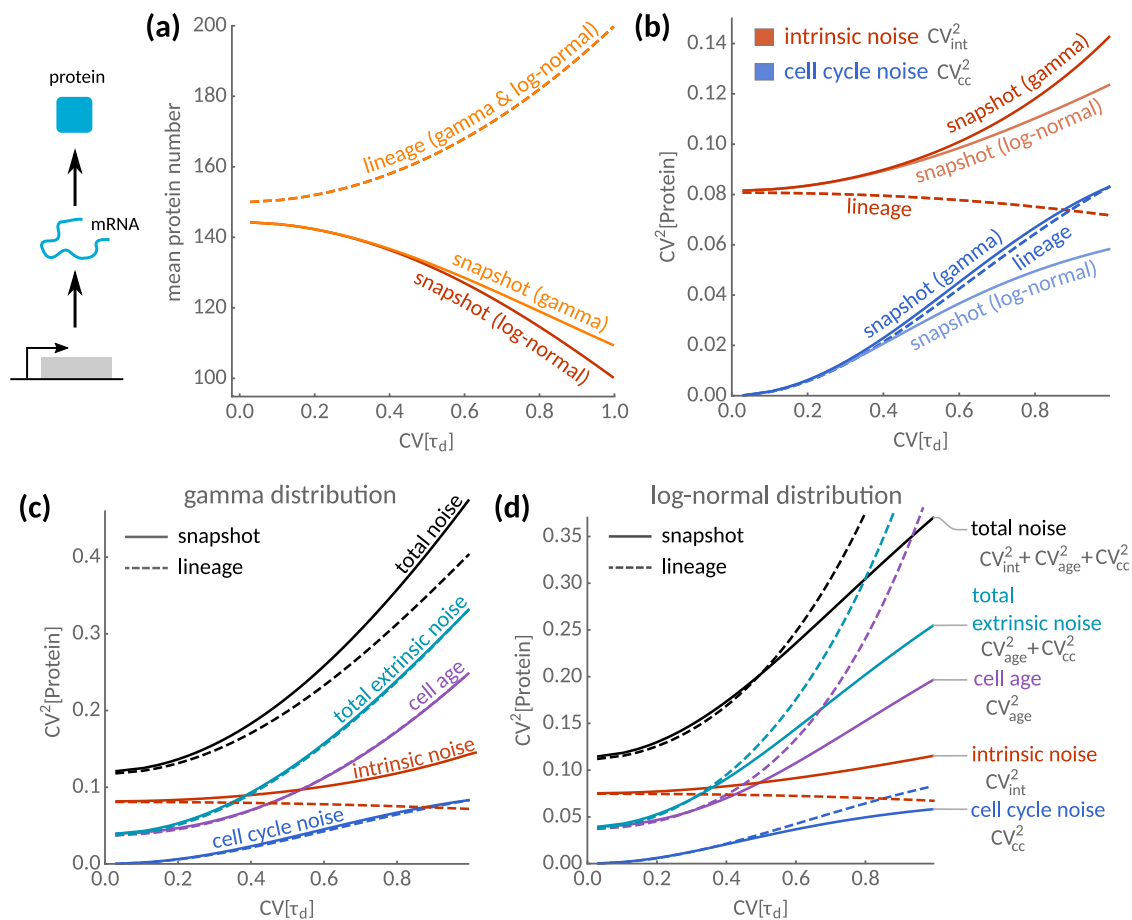 protein
mRNA
(a)
200
180
160
140
120
100
mean protein number
lineage (gamma & log-normal)
snapshot (gamma)
snapshot (log-normal)
0.0 0.2 0.4 0.6 0.8 1.0
CV[τd]
(b)
intrinsic noise CV²int
cell cycle noise CV²cc
0.14
0.12
0.10
0.08
0.06
0.04
0.02
0.00
CV²[Protein]
snapshot (gamma)
snapshot (log-normal)
lineage
snapshot (gamma)
lineage
snapshot (log-normal)
0.0 0.2 0.4 0.6 0.8
CV[τd]
(c)
gamma distribution
snapshot
lineage
0.4
0.3
0.2
0.1
0.0
CV²[Protein]
total noise
total extrinsic noise
cell age
intrinsic noise
cell cycle noise
0.0 0.2 0.4 0.6 0.8
CV[τd]
(d)
log-normal distribution
snapshot
lineage
0.35
0.30
0.25
0.20
0.15
0.10
0.05
0.00
CV²[Protein]
0.0 0.2 0.4 0.6 0.8
CV[τd]
total noise
CV²int + CV²age + CV²cc
total
extrinsic noise
CV²age + CV²cc
cell age
CV²age
intrinsic noise
CV²int
cell cycle noise
CV²cc